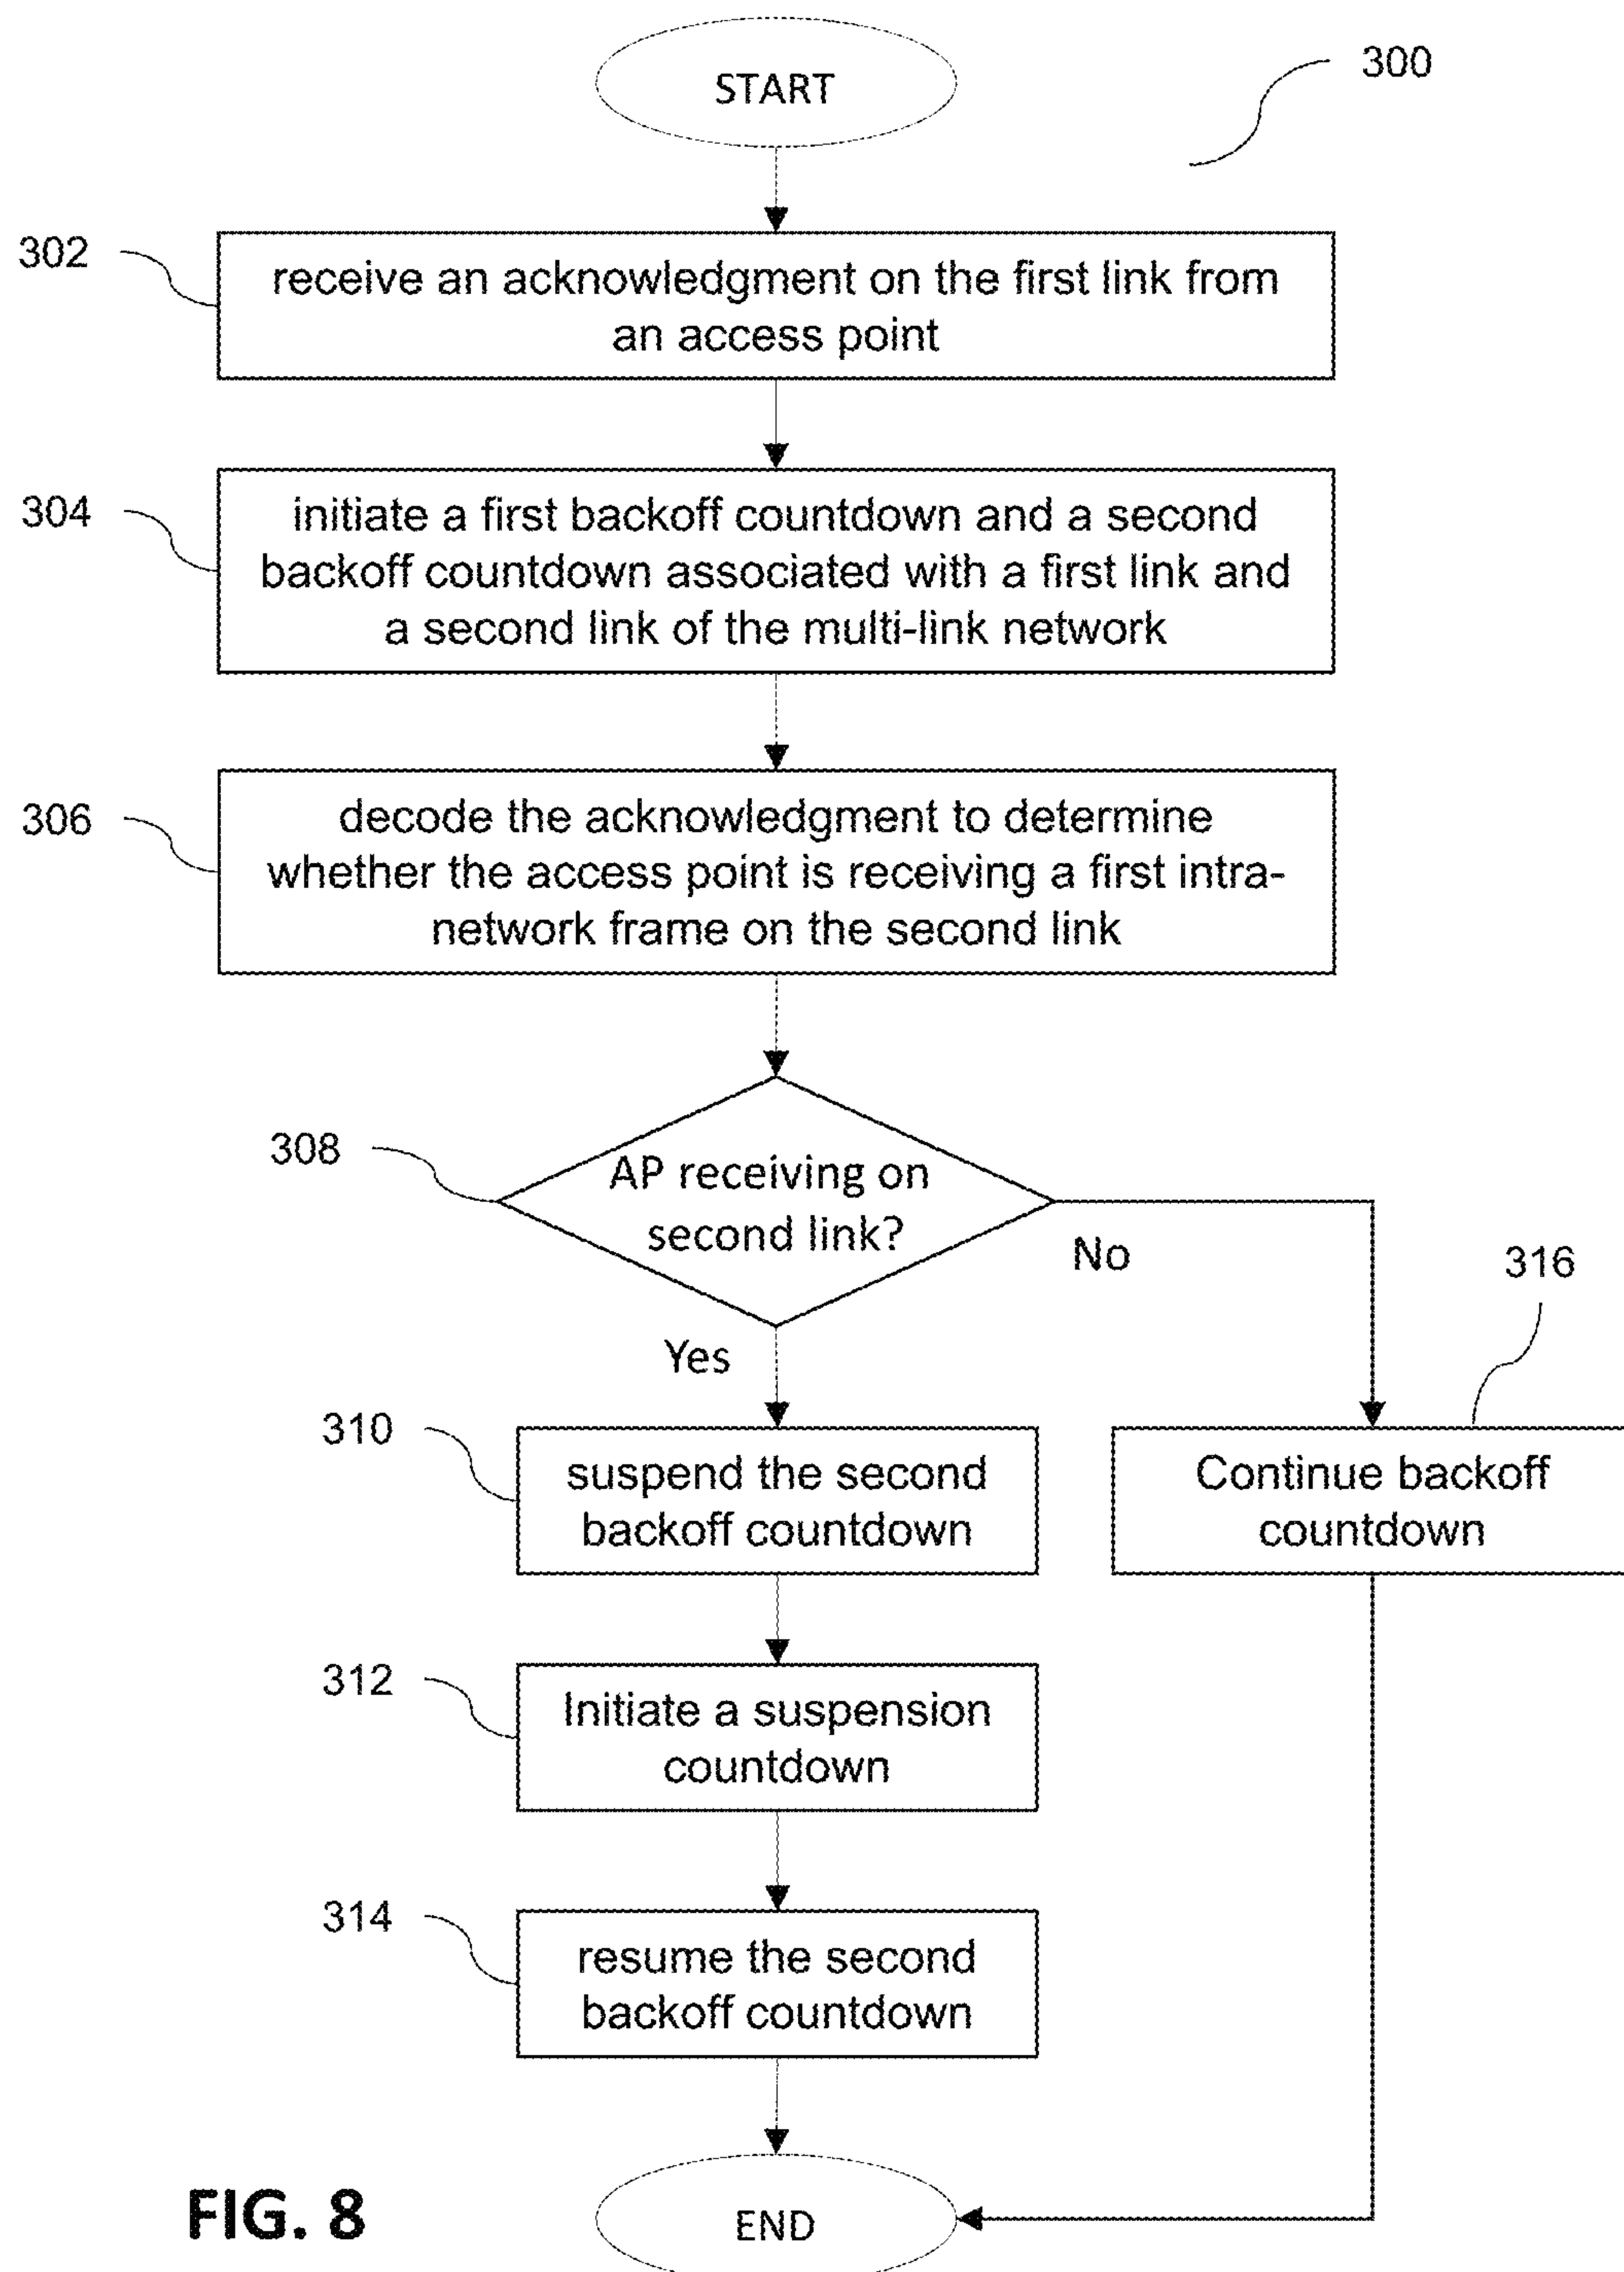 START
300
302
receive an acknowledgment on the first link from
an access point
304
initiate a first backoff countdown and a second
backoff countdown associated with a first link and
a second link of the multi-link network
306
decode the acknowledgment to determine
whether the access point is receiving a first intra-
network frame on the second link
308
AP receiving on
second link?
No
316
Yes
310
suspend the second
backoff countdown
Continue backoff
countdown
312
Initiate a suspension
countdown
314
resume the second
backoff countdown
FIG. 8
END